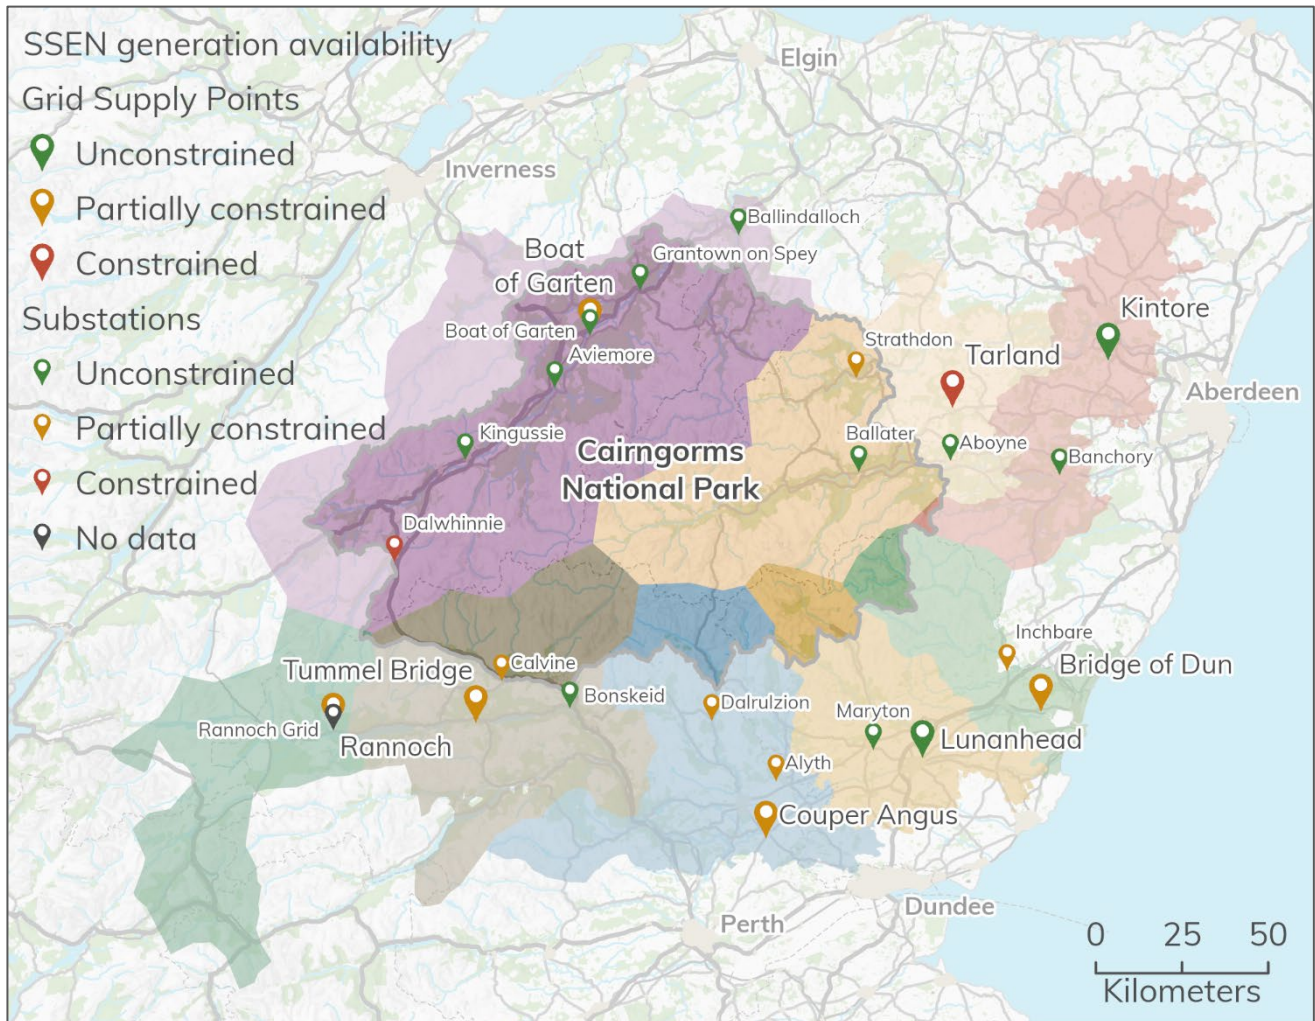 SSEN generation availability
Grid Supply Points
Unconstrained
Partially constrained
Constrained
Substations
Unconstrained
Partially constrained
Constrained
No data
Elgin
Inverness
Ballindalloch
Boat
of Garten
Grantown on Spey
Boat of Garten
Aviemore
Strathdon
Kintore
Tarland
Aberdeen
Kingussie
Cairngorms
National Park
Ballater
Aboyne
Banchory
Dalwhinnie
Inchbare
Tummel Bridge
Calvine
Bridge of Dun
Bonskeid
Dalrulzion
Maryton
Rannoch Grid
Rannoch
Lunanhead
Alyth
Couper Angus
Dundee
Perth
0 25 50
Kilometers